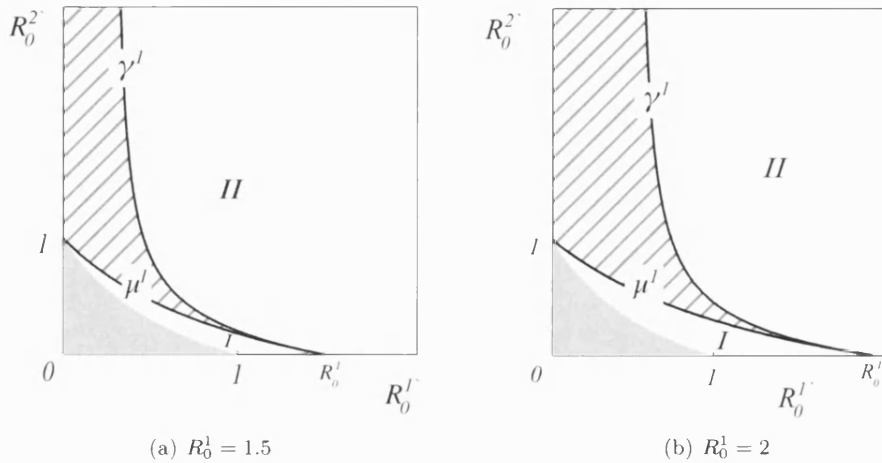 R_0^{2'}
γ^1
II
1
μ^1
I
0
1
R_0^1
R_0^{1'}
(a) R_0^1 = 1.5
R_0^{2'}
γ^1
II
1
μ^1
I
0
1
R_0^1
R_0^{1'}
(b) R_0^1 = 2